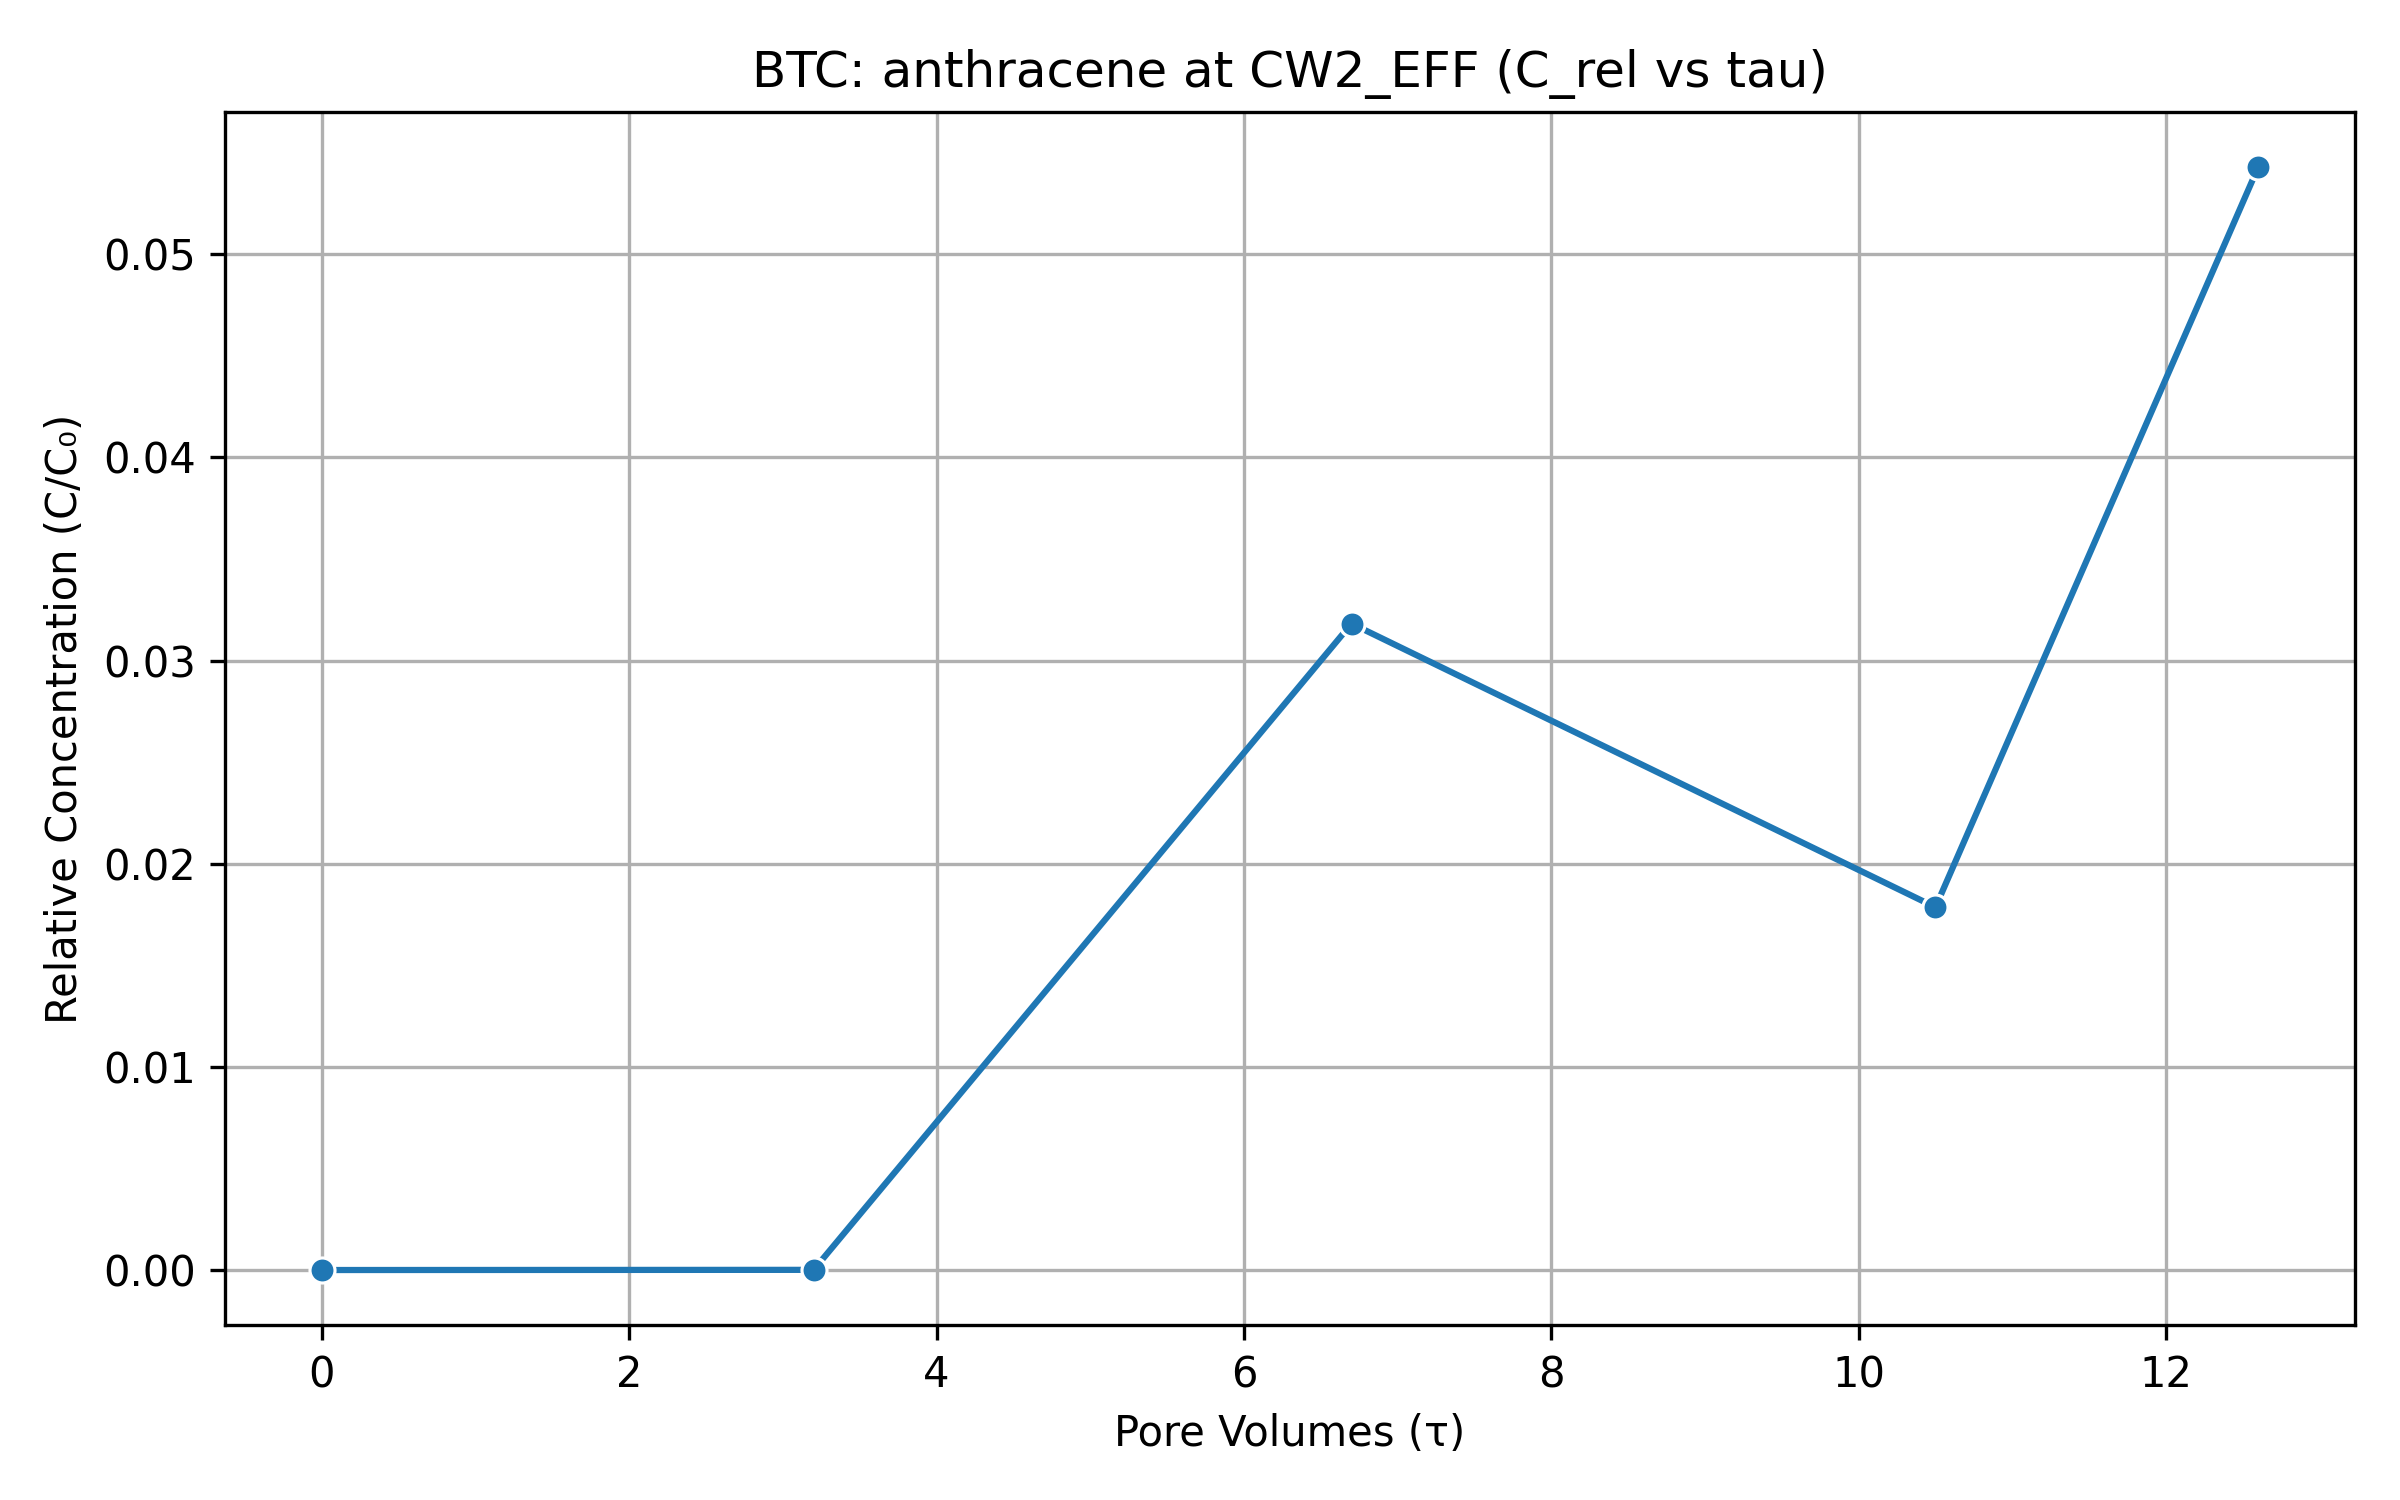 BTC: anthracene at CW2_EFF (C_rel vs tau)
Relative Concentration (C/C₀)
0.05
0.04
0.03
0.02
0.01
0.00
0 2 4 6 8 10 12
Pore Volumes (τ)